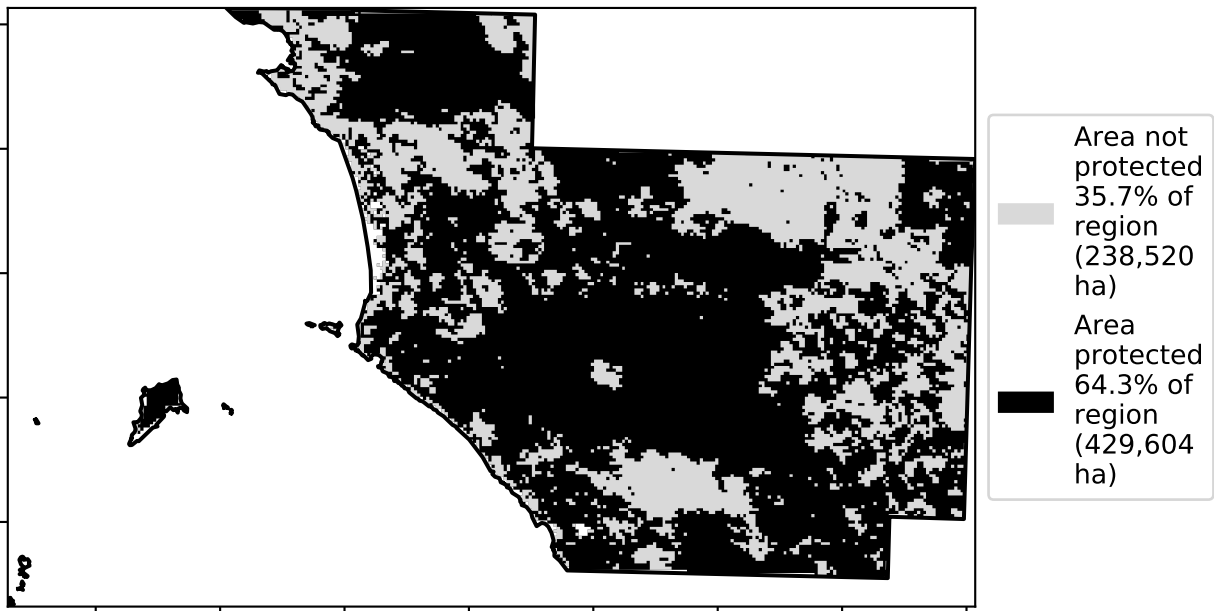 Area not
protected
35.7% of
region
(238,520
ha)
Area
protected
64.3% of
region
(429,604
ha)